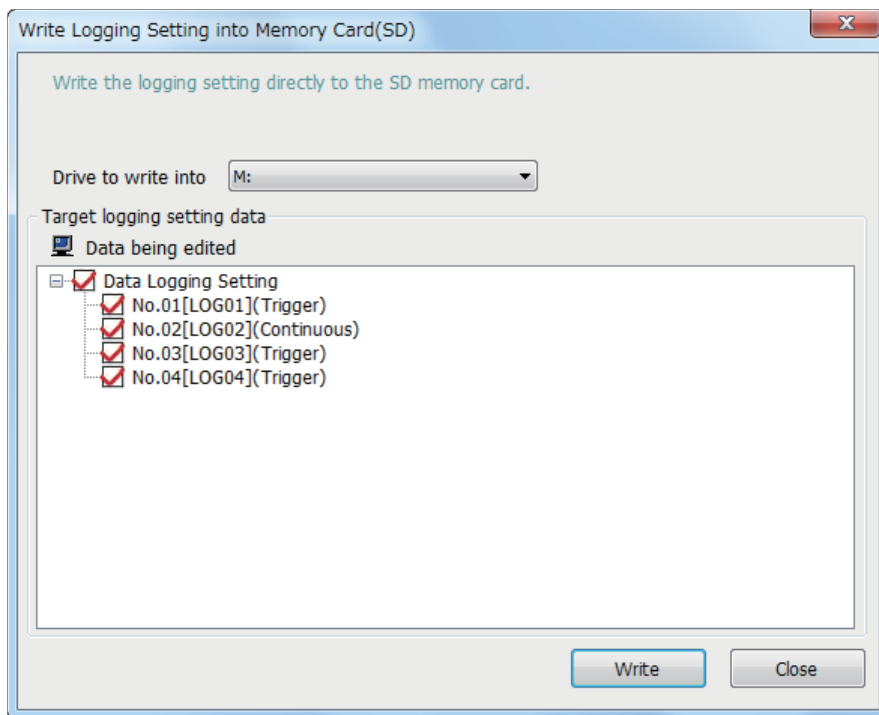 Write Logging Setting into Memory Card(SD)
Write the logging setting directly to the SD memory card.
Drive to write into M:
Target logging setting data
Data being edited
Data Logging Setting
No.01[LOG01](Trigger)
No.02[LOG02](Continuous)
No.03[LOG03](Trigger)
No.04[LOG04](Trigger)
Write Close